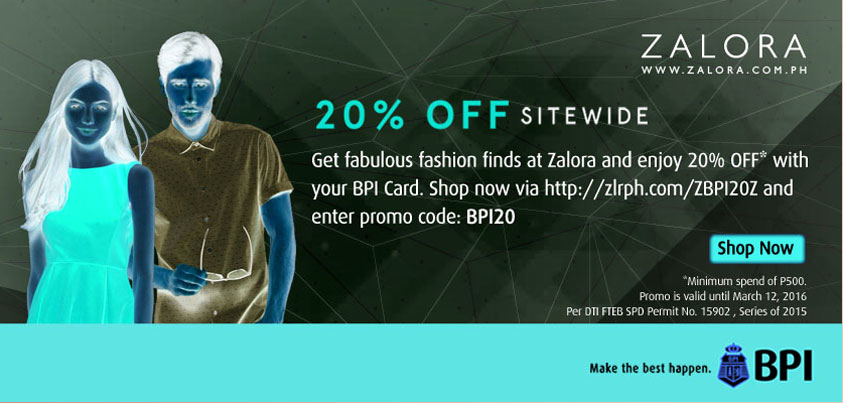 ZALORA
WWW.ZALORA.COM.PH
20% OFF SITEWIDE
Get fabulous fashion finds at Zalora and enjoy 20% OFF* with
your BPI Card. Shop now via http://zlrph.com/ZBPI20Z and
enter promo code: BPI20
Shop Now
*Minimum spend of P500.
Promo is valid until March 12, 2016
Per DTI FTEB SPD Permit No. 15902 , Series of 2015
Make the best happen. BPI